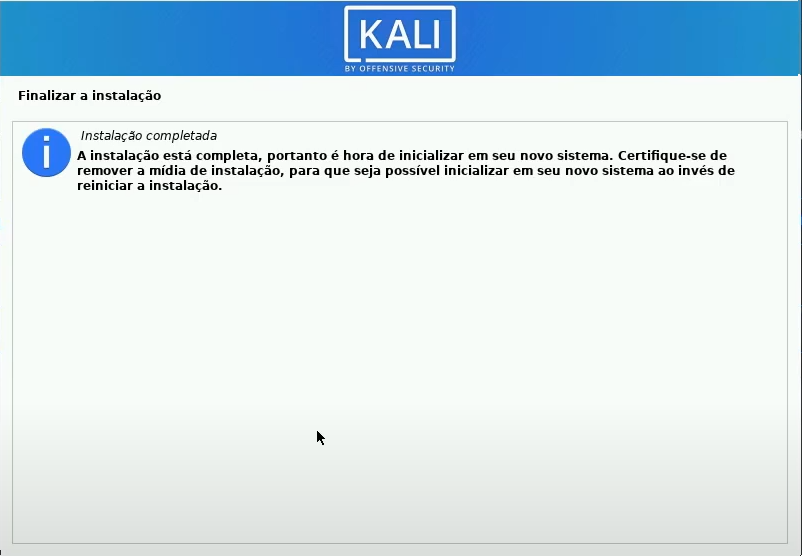 KALI
BY OFFENSIVE SECURITY
Finalizar a instalação
Instalação completada
A instalação está completa, portanto é hora de inicializar em seu novo sistema. Certifique-se de
remover a mídia de instalação, para que seja possível inicializar em seu novo sistema ao invés de
reiniciar a instalação.